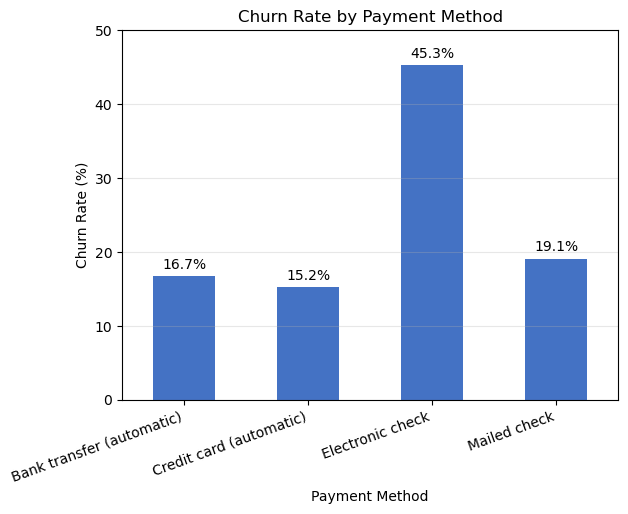 Churn Rate by Payment Method
Churn Rate (%)
50
40
30
20
10
0
16.7%
15.2%
45.3%
19.1%
Bank transfer (automatic)
Credit card (automatic)
Electronic check
Mailed check
Payment Method